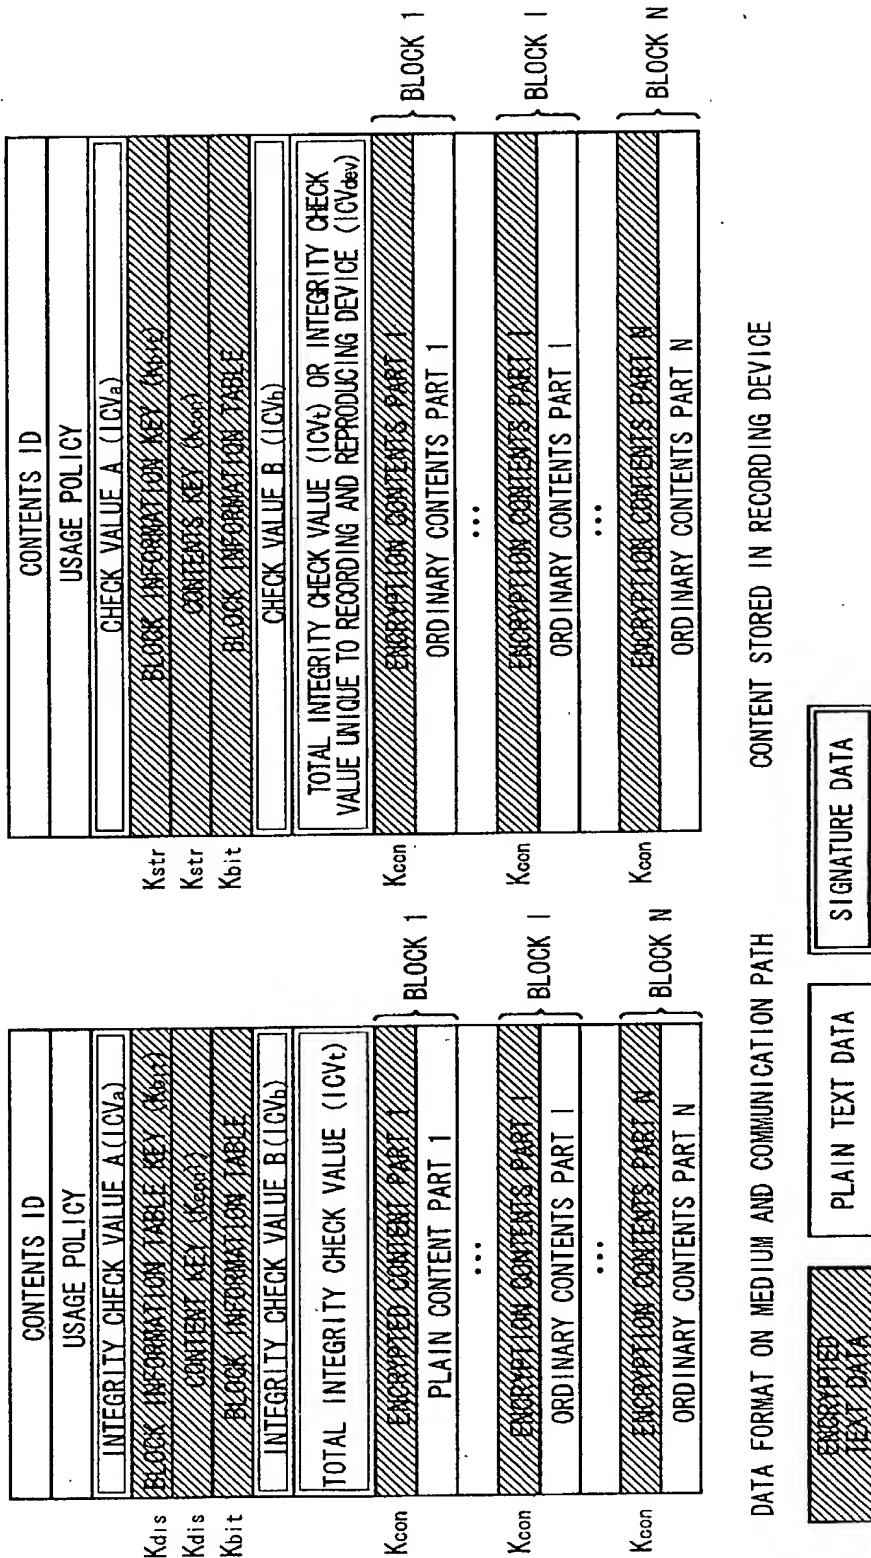 CONTENTS ID
USAGE POLICY
INTEGRITY CHECK VALUE A(ICVa)
Kdis BLOCK INFORMATION TABLE KEY (Kbit)
Kdis CONTENT KEY (Kcon)
Kbit BLOCK INFORMATION TABLE
INTEGRITY CHECK VALUE B(ICVb)
TOTAL INTEGRITY CHECK VALUE (ICVt)
Kcon ENCRYPTED CONTENT PART 1
PLAIN CONTENT PART 1
BLOCK 1
...
Kcon ENCRYPTION CONTENTS PART I
ORDINARY CONTENTS PART I
BLOCK I
...
Kcon ENCRYPTION CONTENTS PART N
ORDINARY CONTENTS PART N
BLOCK N
DATA FORMAT ON MEDIUM AND COMMUNICATION PATH
CONTENTS ID
USAGE POLICY
CHECK VALUE A (ICVa)
Kstr BLOCK INFORMATION KEY (Kbit)
Kstr CONTENTS KEY (Kcon)
Kbit BLOCK INFORMATION TABLE
CHECK VALUE B (ICVb)
TOTAL INTEGRITY CHECK VALUE (ICVt) OR INTEGRITY CHECK
VALUE UNIQUE TO RECORDING AND REPRODUCING DEVICE (ICVdev)
Kcon ENCRYPTION CONTENTS PART 1
ORDINARY CONTENTS PART 1
BLOCK 1
...
Kcon ENCRYPTION CONTENTS PART I
ORDINARY CONTENTS PART I
BLOCK I
...
Kcon ENCRYPTION CONTENTS PART N
ORDINARY CONTENTS PART N
BLOCK N
CONTENT STORED IN RECORDING DEVICE
ENCRYPTED
TEXT DATA
PLAIN TEXT DATA
SIGNATURE DATA